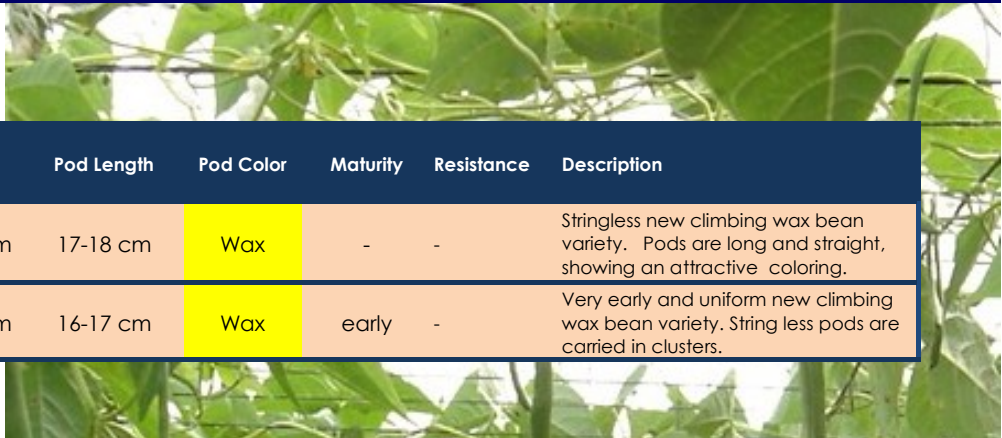 Pod Length Pod Color Maturity Resistance Description
Stringless new climbing wax bean
m 17-18 cm Wax - - variety. Pods are long and straight,
showing an attractive coloring.
Very early and uniform new climbing
m 16-17 cm Wax early - wax bean variety. String less pods are
carried in clusters.